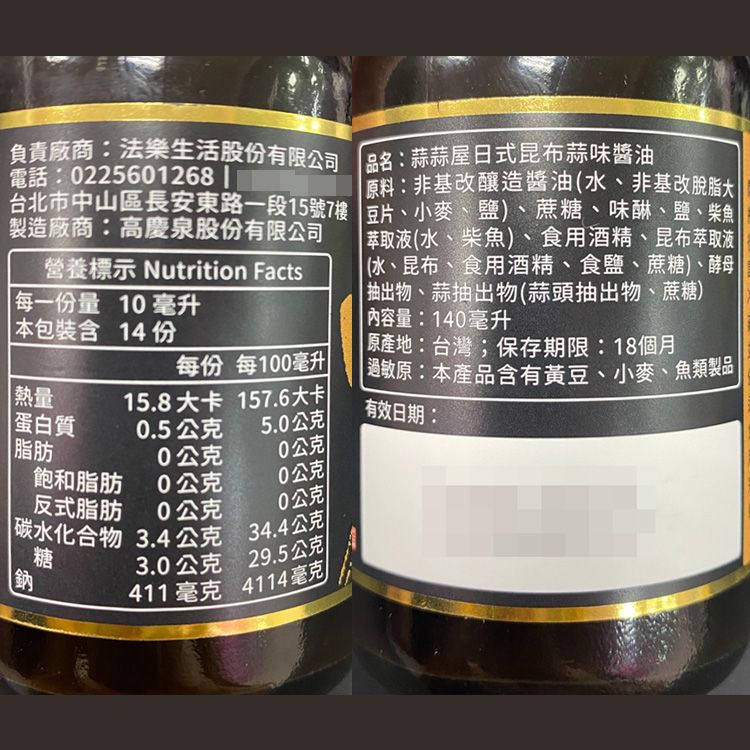 負責廠商：法樂生活股份有限公司
電話：0225601268 |
台北市中山區長安東路一段15號7樓
製造廠商：高慶泉股份有限公司
營養標示 Nutrition Facts
每一份量 10 毫升
本包裝含 14 份
每份 每100毫升
熱量 15.8 大卡 157.6大卡
蛋白質 0.5 公克 5.0公克
脂肪 0 公克 0公克
飽和脂肪 0 公克 0公克
反式脂肪 0 公克 0公克
碳水化合物 3.4 公克 34.4公克
糖 3.0 公克 29.5公克
鈉 411 毫克 4114毫克
品名：蒜蒜屋日式昆布蒜味醬油
原料：非基改釀造醬油(水、非基改脫脂大
豆片、小麥、鹽)、蔗糖、味醂、鹽、柴魚
萃取液(水、柴魚)、食用酒精、昆布萃取液
(水、昆布、食用酒精、食鹽、蔗糖)、酵母
抽出物、蒜抽出物(蒜頭抽出物、蔗糖)
內容量：140毫升
原產地：台灣；保存期限：18個月
過敏原：本產品含有黃豆、小麥、魚類製品
有效日期：